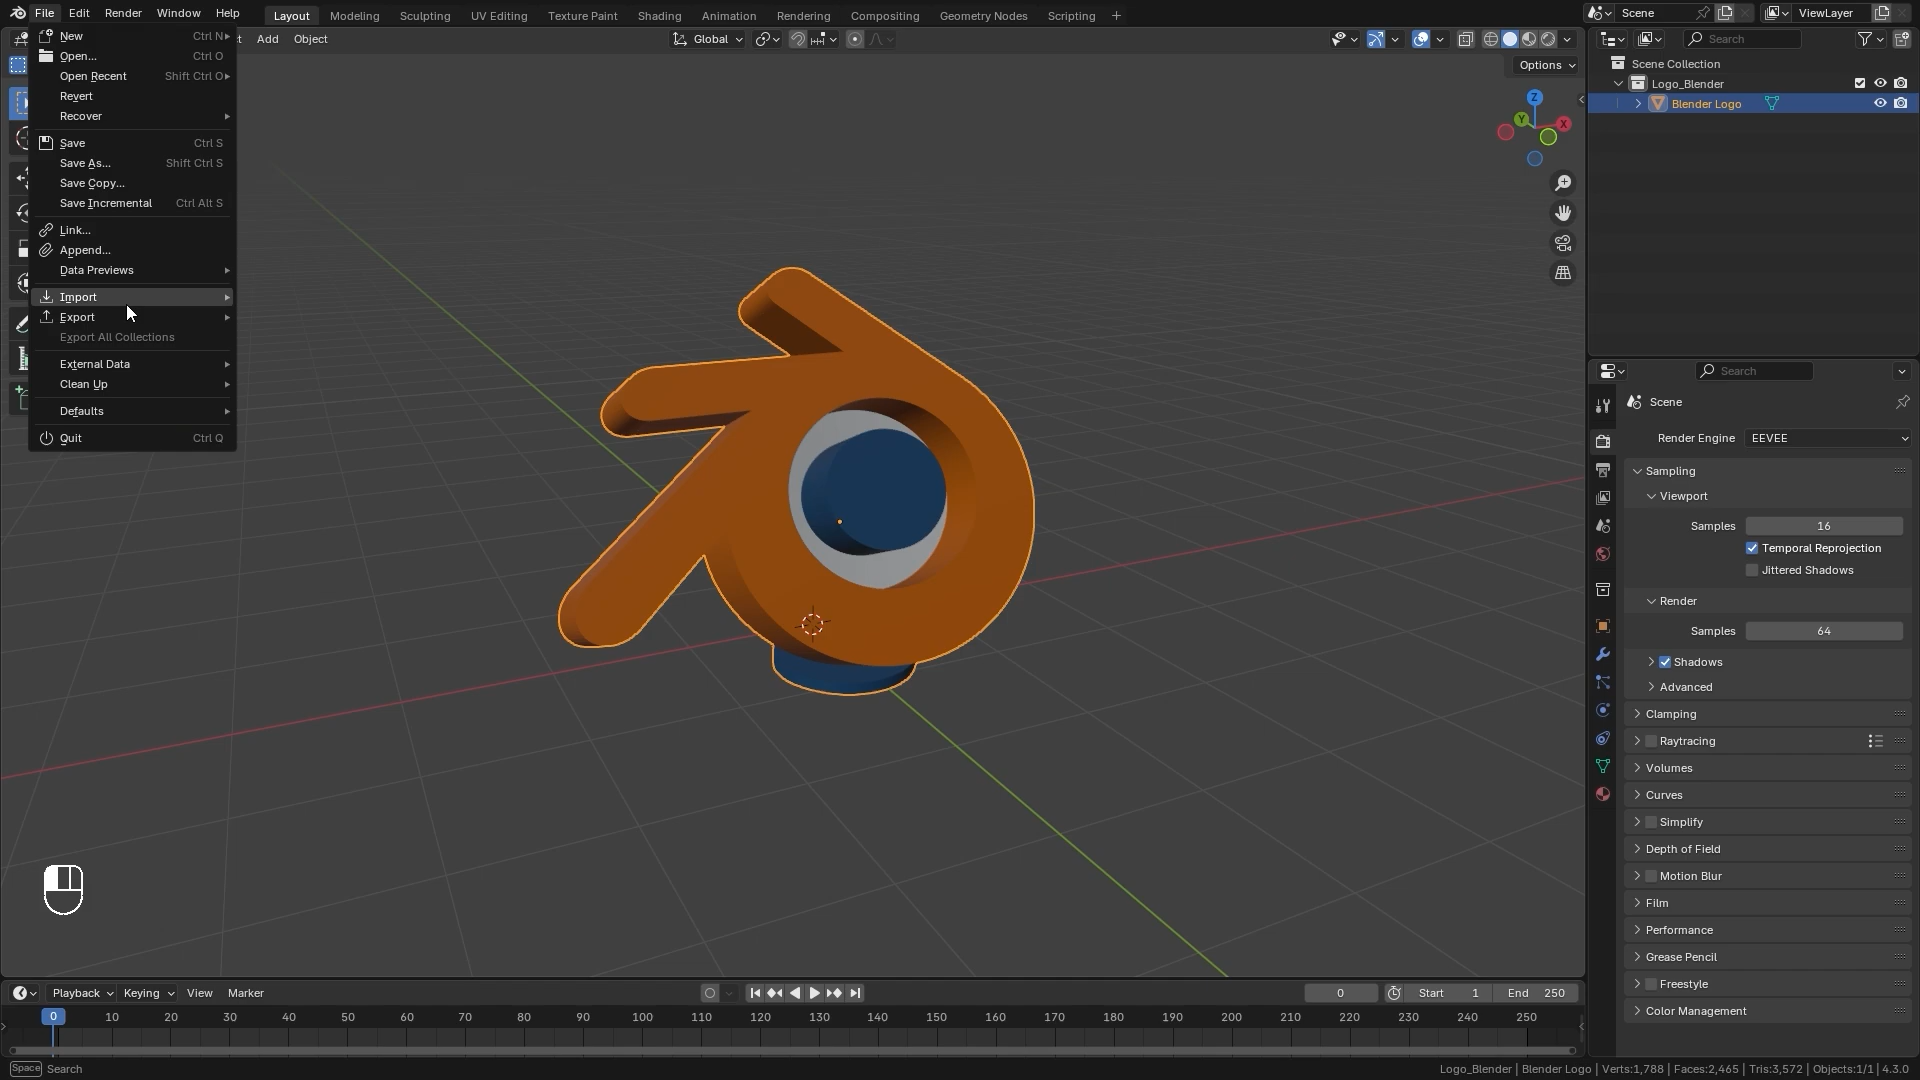 File Edit Render Window Help Layout Modeling Sculpting UV Editing Texture Paint Shading Animation Rendering Compositing Geometry Nodes Scripting + Scene ViewLayer
New Ctrl N
Open... Ctrl O
Open Recent Shift Ctrl O
Revert
Recover
Save Ctrl S
Save As... Shift Ctrl S
Save Copy...
Save Incremental Ctrl Alt S
Link...
Append...
Data Previews
Import
Export
Export All Collections
External Data
Clean Up
Defaults
Quit Ctrl Q
Add Object Global
Options
Z
Y
X
Search
Scene Collection
Logo_Blender
Blender Logo
Search
Scene
Render Engine EEVEE
Sampling
Viewport
Samples 16
Temporal Reprojection
Jittered Shadows
Render
Samples 64
Shadows
Advanced
Clamping
Raytracing
Volumes
Curves
Simplify
Depth of Field
Motion Blur
Film
Performance
Grease Pencil
Freestyle
Color Management
Playback Keying View Marker 0 Start 1 End 250
0 10 20 30 40 50 60 70 80 90 100 110 120 130 140 150 160 170 180 190 200 210 220 230 240 250
Space Search
Logo_Blender | Blender Logo | Verts:1,788 | Faces:2,465 | Tris:3,572 | Objects:1/1 | 4.3.0